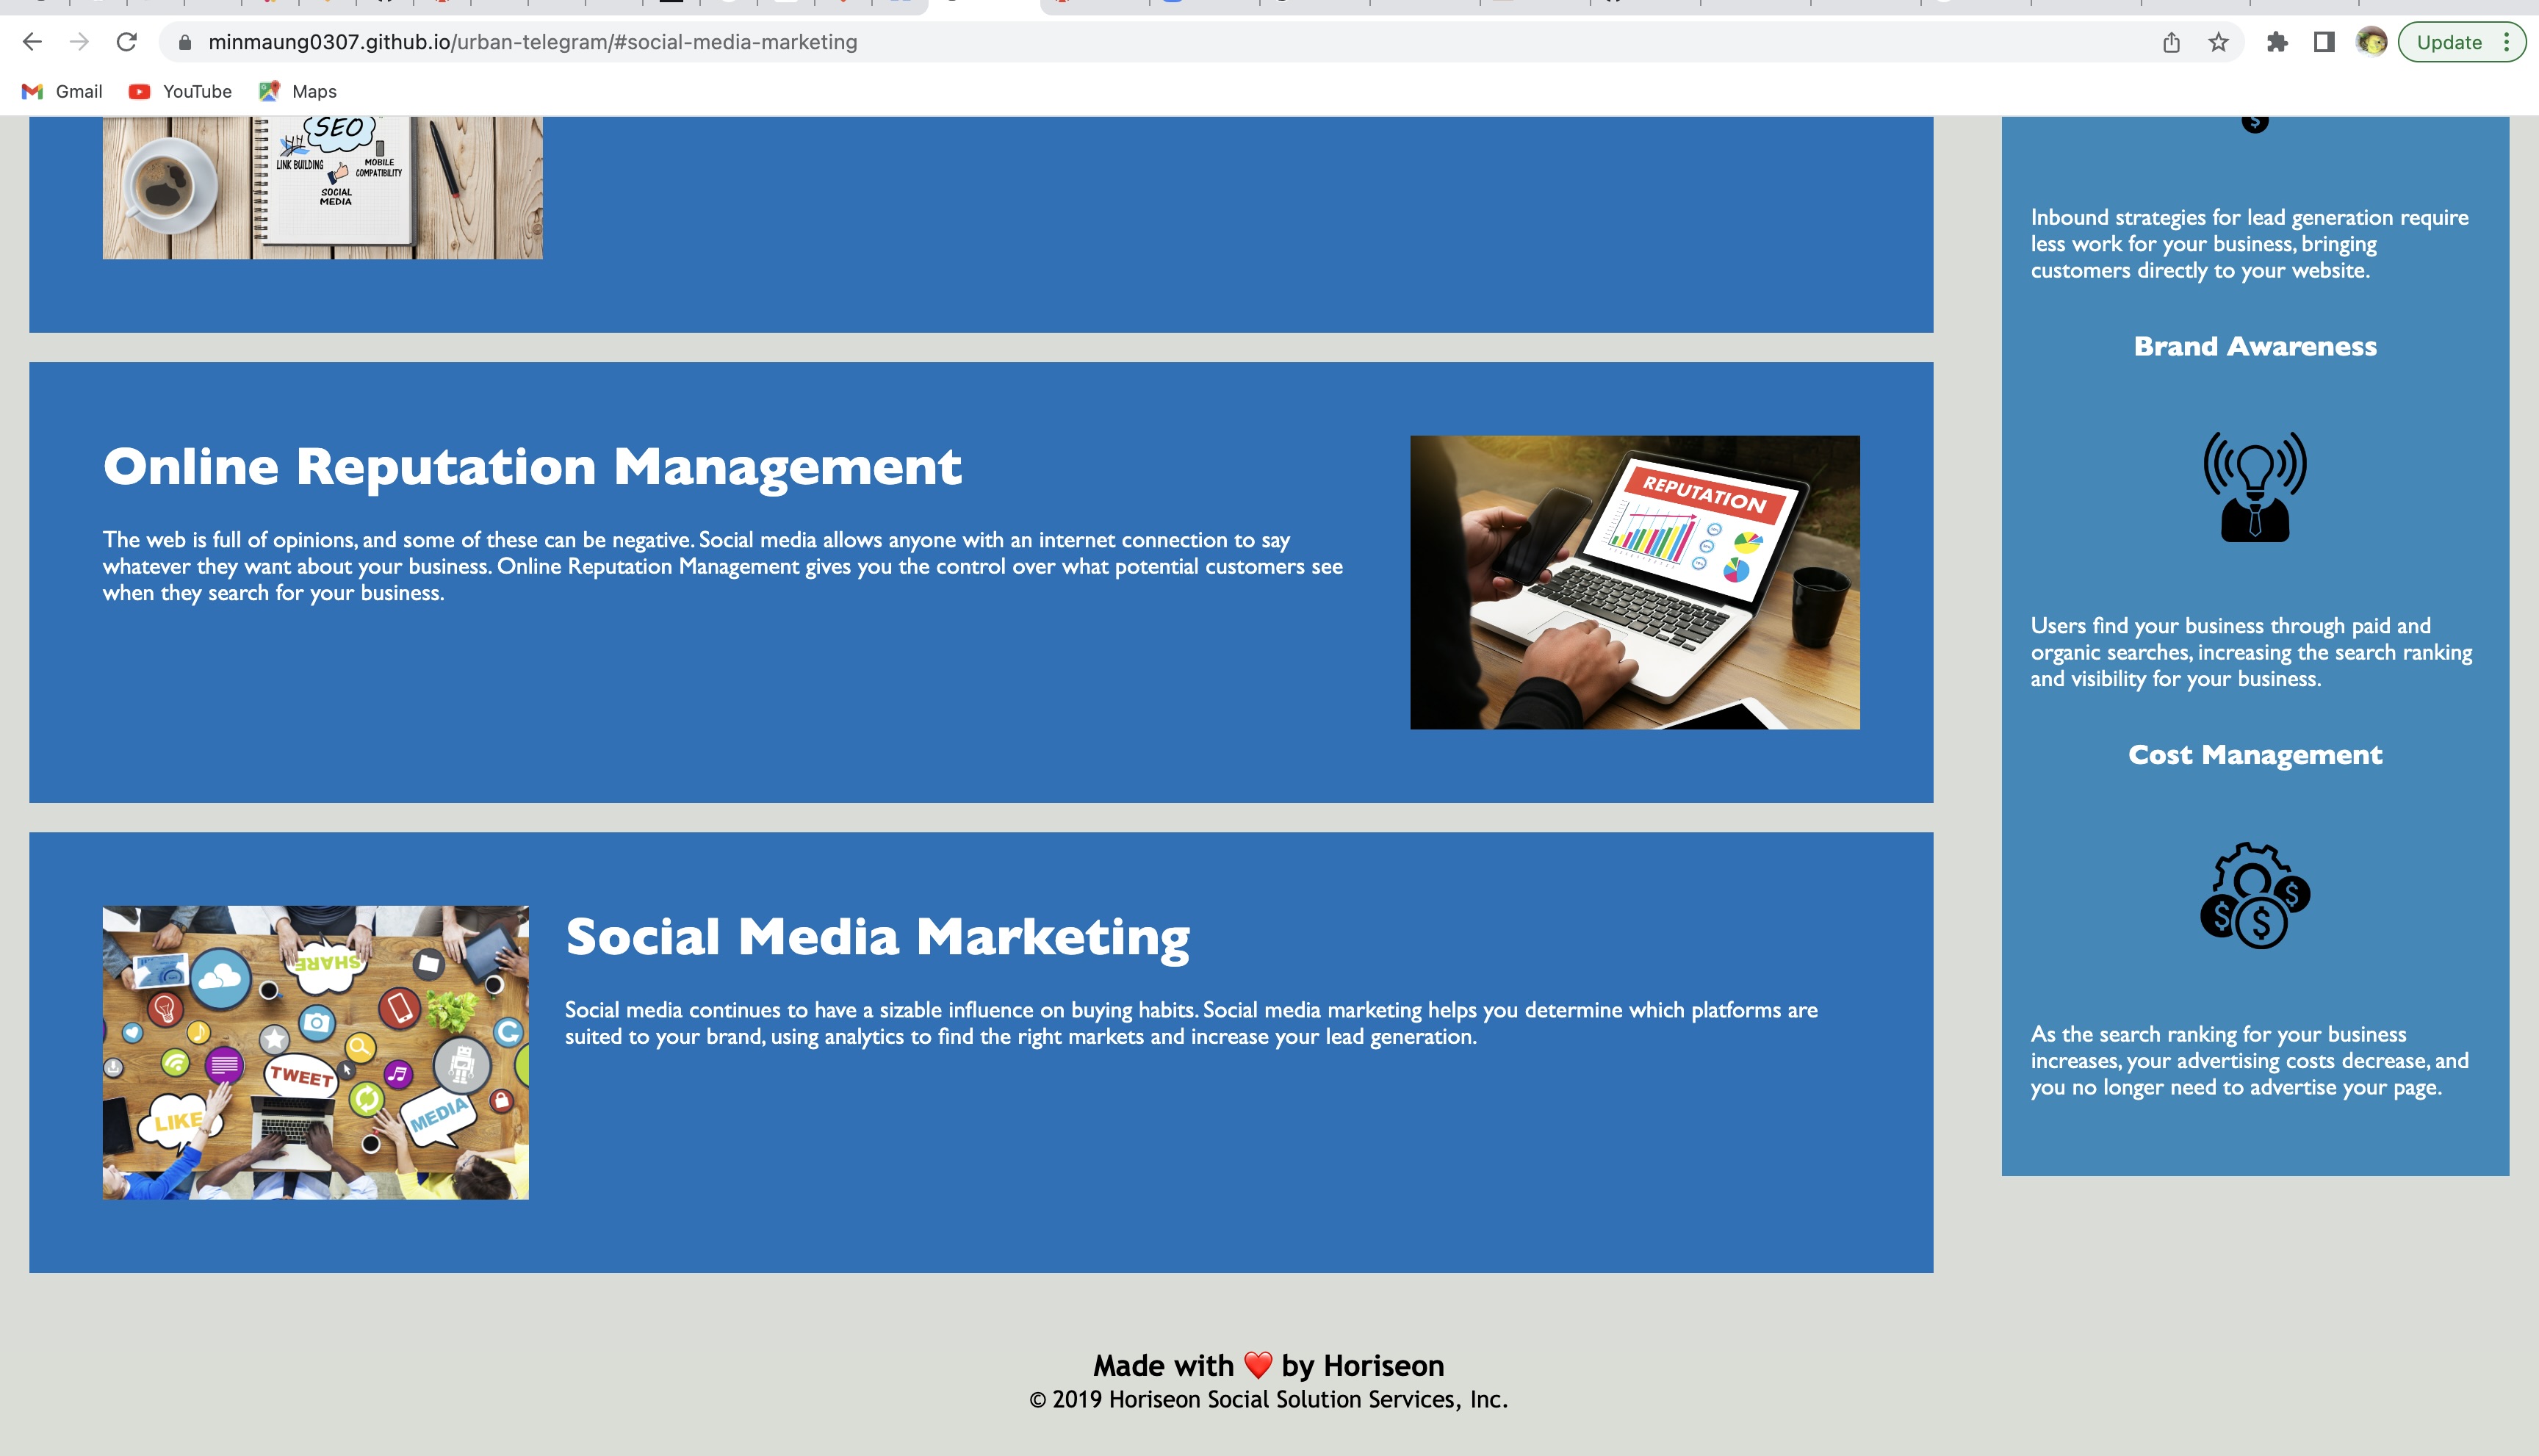 minmaung0307.github.io/urban-telegram/#social-media-marketing
Update
Gmail
YouTube
Maps
SEO
LINK BUILDING
MOBILE
COMPATIBILITY
SOCIAL
MEDIA
Online Reputation Management
The web is full of opinions, and some of these can be negative. Social media allows anyone with an internet connection to say
whatever they want about your business. Online Reputation Management gives you the control over what potential customers see
when they search for your business.
REPUTATION
SHARE
TWEET
LIKE
MEDIA
Social Media Marketing
Social media continues to have a sizable influence on buying habits. Social media marketing helps you determine which platforms are
suited to your brand, using analytics to find the right markets and increase your lead generation.
$
Inbound strategies for lead generation require
less work for your business, bringing
customers directly to your website.
Brand Awareness
Users find your business through paid and
organic searches, increasing the search ranking
and visibility for your business.
Cost Management
$ $ $
As the search ranking for your business
increases, your advertising costs decrease, and
you no longer need to advertise your page.
Made with ❤️ by Horiseon
© 2019 Horiseon Social Solution Services, Inc.